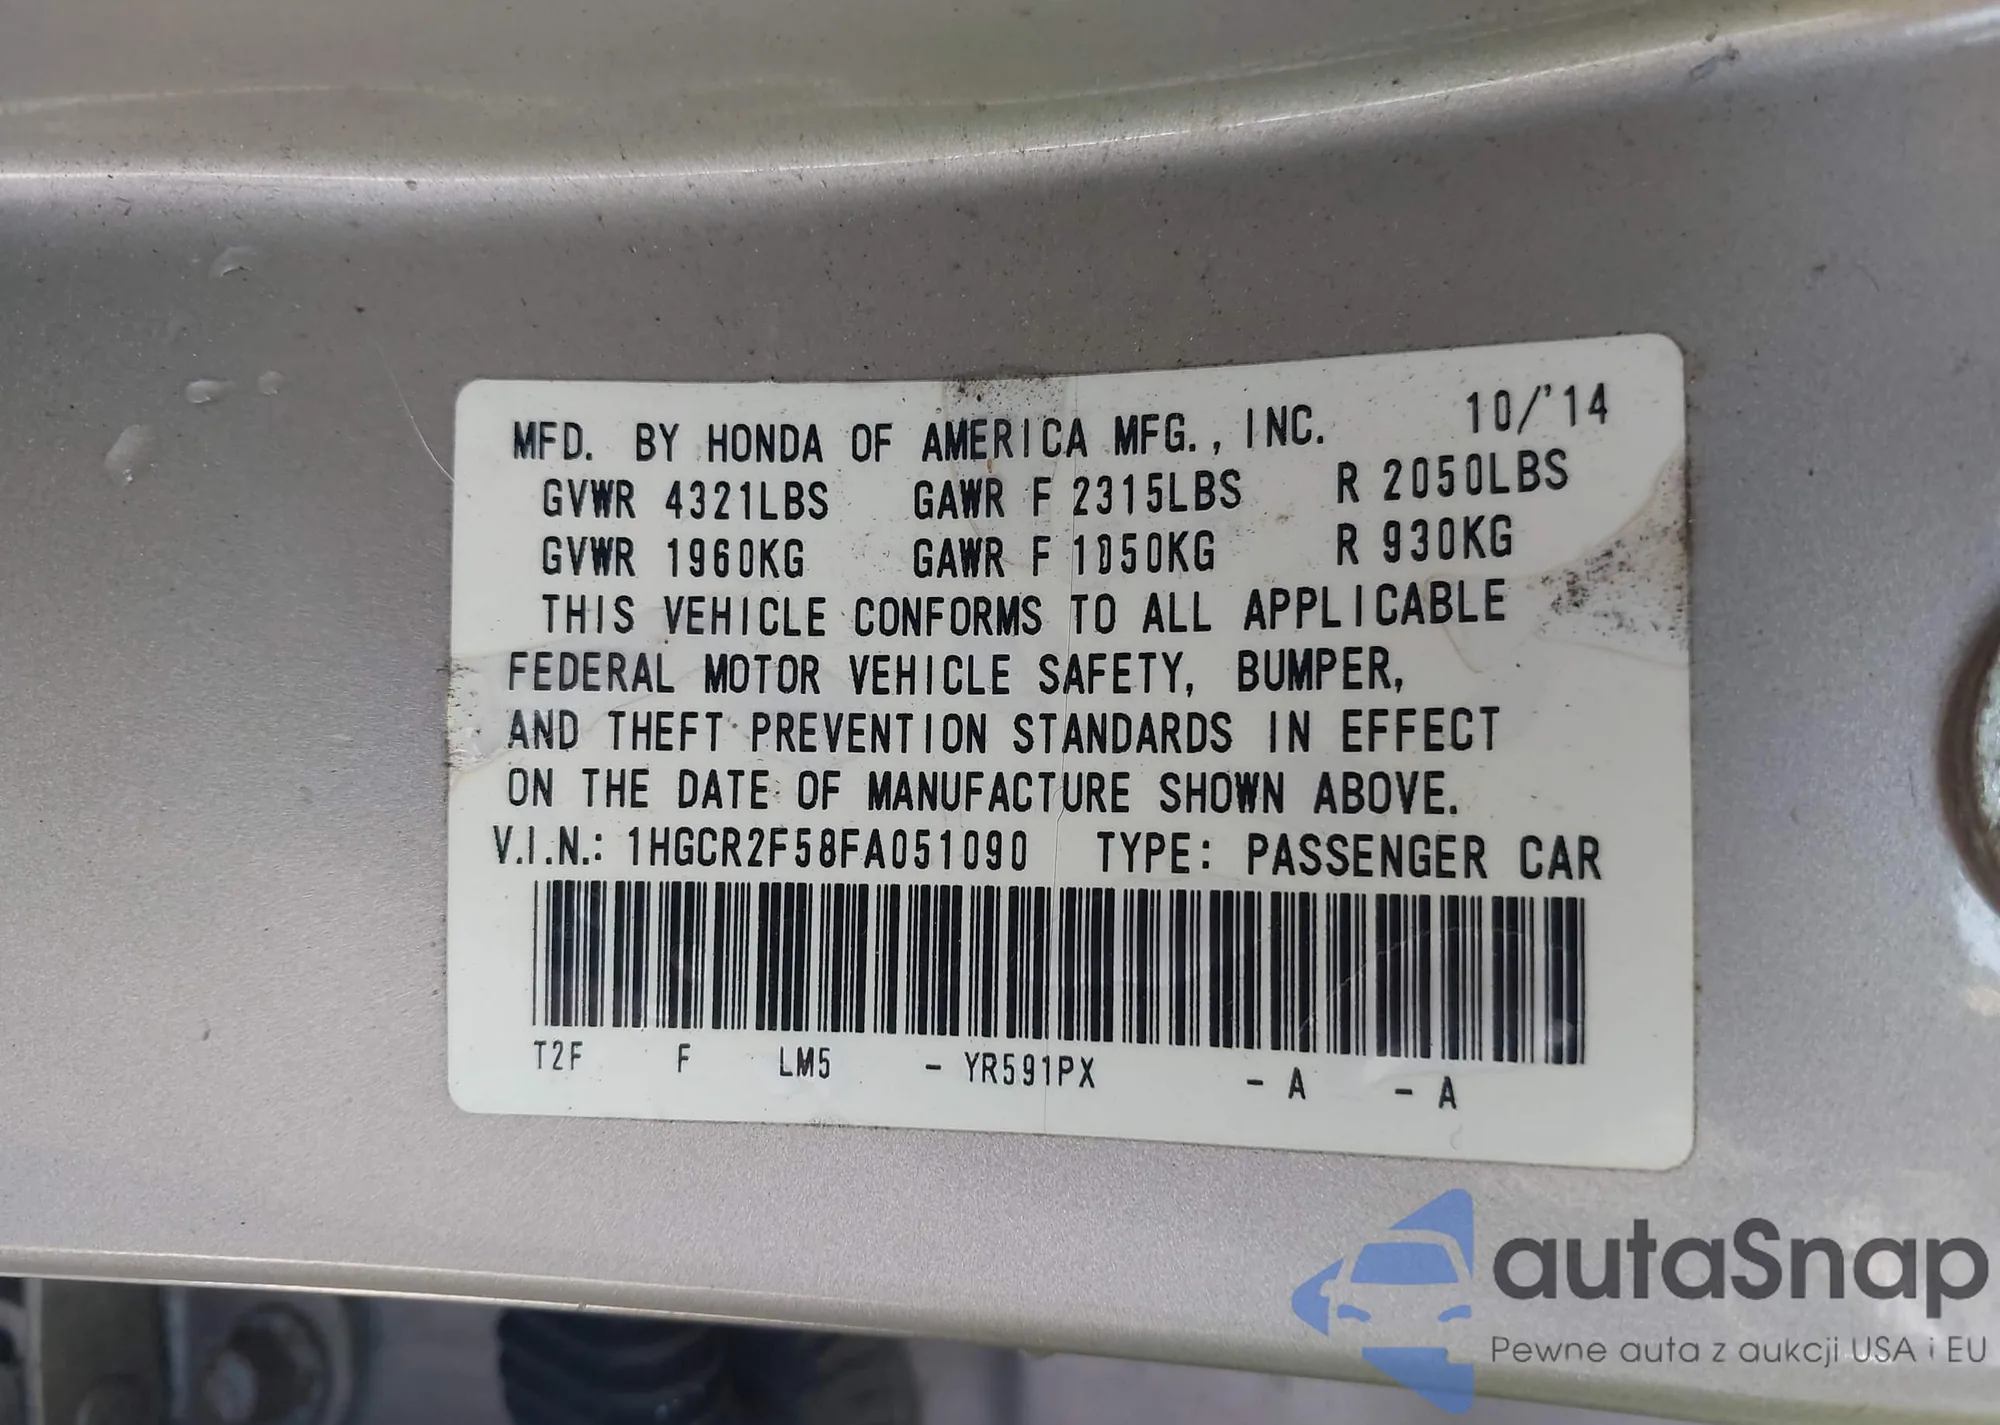 MFD. BY HONDA OF AMERICA MFG., INC. 10/'14
GVWR 4321LBS GAWR F 2315LBS R 2050LBS
GVWR 1960KG GAWR F 1050KG R 930KG
THIS VEHICLE CONFORMS TO ALL APPLICABLE
FEDERAL MOTOR VEHICLE SAFETY, BUMPER,
AND THEFT PREVENTION STANDARDS IN EFFECT
ON THE DATE OF MANUFACTURE SHOWN ABOVE.
V.I.N.: 1HGCR2F58FA051090 TYPE: PASSENGER CAR
T2F F LM5 - YR591PX - A - A
autaSnap
Pewne auta z aukcji USA i EU